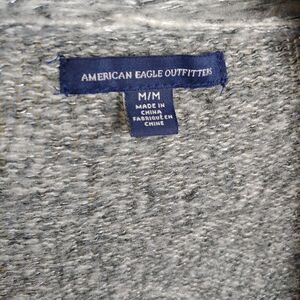 AMERICAN EAGLE OUTFITTERS
M/M
MADE IN
CHINA
FABRIQUÉ EN
CHINE